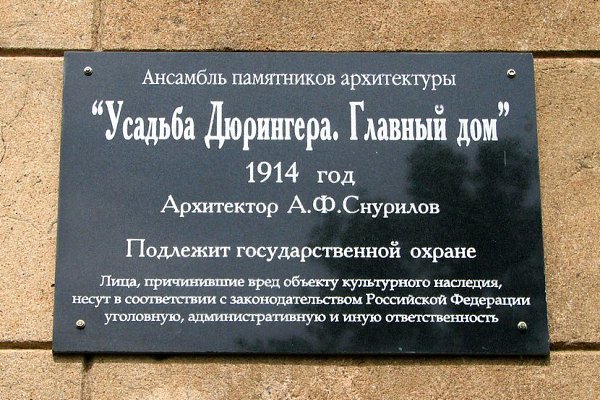 Ансамбль памятников архитектуры
“Усадьба Дюрингера. Главный дом”
1914 год
Архитектор А.Ф.Снурилов
Подлежит государственной охране
Лица, причинившие вред объекту культурного наследия,
несут в соответствии с законодательством Российской Федерации
уголовную, административную и иную ответственность